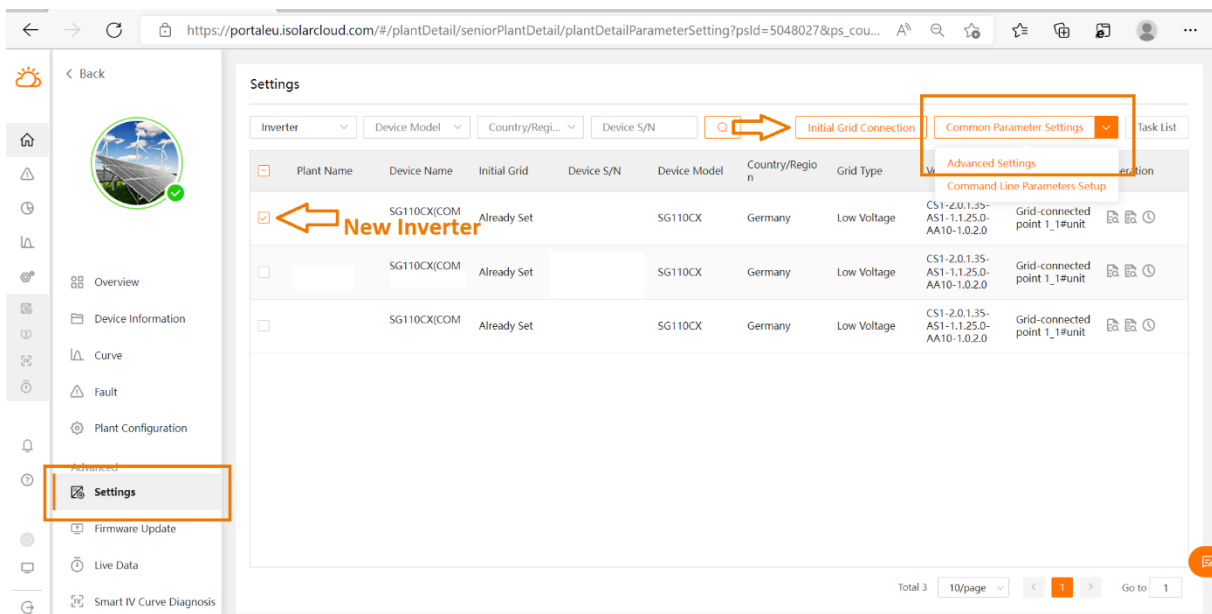 https://portaleu.isolarcloud.com/#/plantDetail/seniorPlantDetail/plantDetailParameterSetting?psId=5048027&ps_cou...
< Back
Overview
Device Information
Curve
Fault
Plant Configuration
Advanced
Settings
Firmware Update
Live Data
Smart IV Curve Diagnosis
Settings
Inverter
Device Model
Country/Regi...
Device S/N
Initial Grid Connection
Common Parameter Settings
Task List
Advanced Settings
Command Line Parameters Setup
Plant Name
Device Name
Initial Grid
Device S/N
Device Model
Country/Regio
n
Grid Type
New Inverter
SG110CX(COM
Already Set
SG110CX
Germany
Low Voltage
CS1-2.0.1.35-
AS1-1.1.25.0-
AA10-1.0.2.0
Grid-connected
point 1_1#unit
SG110CX(COM
Already Set
SG110CX
Germany
Low Voltage
CS1-2.0.1.35-
AS1-1.1.25.0-
AA10-1.0.2.0
Grid-connected
point 1_1#unit
SG110CX(COM
Already Set
SG110CX
Germany
Low Voltage
CS1-2.0.1.35-
AS1-1.1.25.0-
AA10-1.0.2.0
Grid-connected
point 1_1#unit
Total 3
10/page
< 1 >
Go to 1